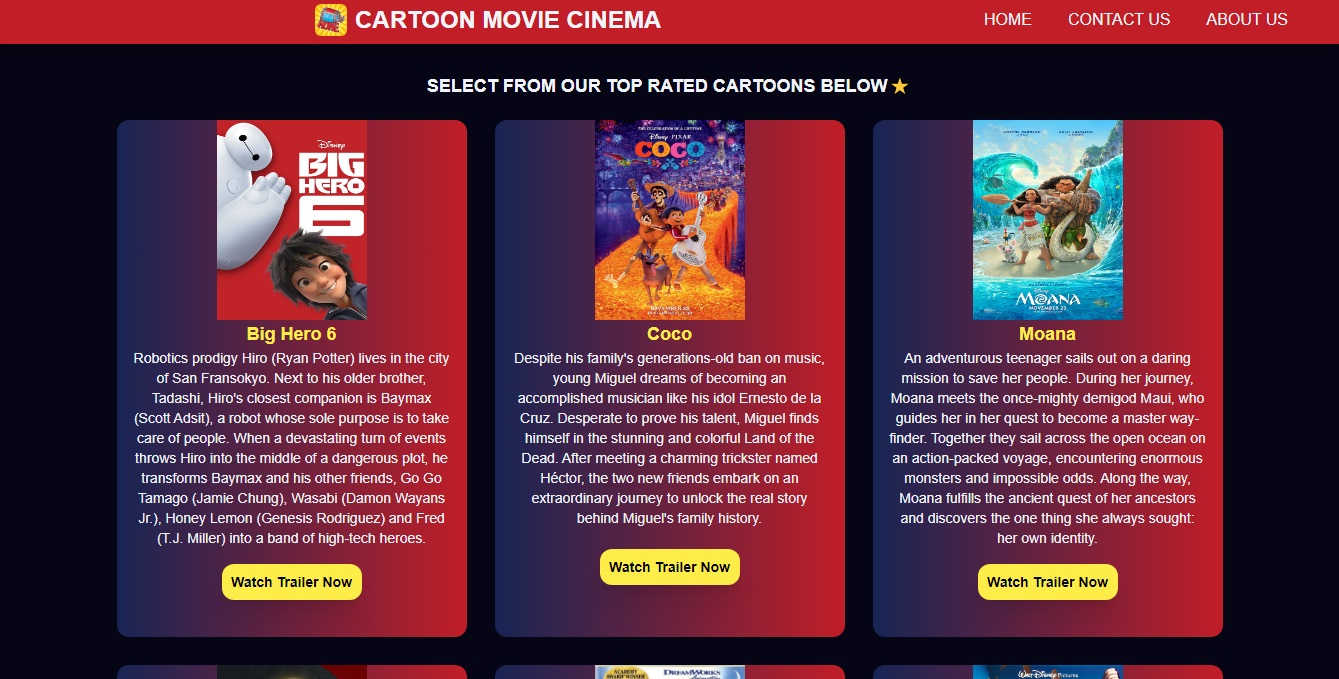 CARTOON MOVIE CINEMA
HOME
CONTACT US
ABOUT US
SELECT FROM OUR TOP RATED CARTOONS BELOW
Disney
BIG
HERO
6
Big Hero 6
Robotics prodigy Hiro (Ryan Potter) lives in the city
of San Fransokyo. Next to his older brother,
Tadashi, Hiro's closest companion is Baymax
(Scott Adsit), a robot whose sole purpose is to take
care of people. When a devastating turn of events
throws Hiro into the middle of a dangerous plot, he
transforms Baymax and his other friends, Go Go
Tamago (Jamie Chung), Wasabi (Damon Wayans
Jr.), Honey Lemon (Genesis Rodriguez) and Fred
(T.J. Miller) into a band of high-tech heroes.
Watch Trailer Now
THE CELEBRATION OF A LIFETIME
Disney • PIXAR
COCO
NOVEMBER 22
Coco
Despite his family's generations-old ban on music,
young Miguel dreams of becoming an
accomplished musician like his idol Ernesto de la
Cruz. Desperate to prove his talent, Miguel finds
himself in the stunning and colorful Land of the
Dead. After meeting a charming trickster named
Héctor, the two new friends embark on an
extraordinary journey to unlock the real story
behind Miguel's family history.
Watch Trailer Now
Disney
MOANA
NOVEMBER 23
Moana
An adventurous teenager sails out on a daring
mission to save her people. During her journey,
Moana meets the once-mighty demigod Maui, who
guides her in her quest to become a master way-
finder. Together they sail across the open ocean on
an action-packed voyage, encountering enormous
monsters and impossible odds. Along the way,
Moana fulfills the ancient quest of her ancestors
and discovers the one thing she always sought:
her own identity.
Watch Trailer Now
ACADEMY
AWARD WINNER
DREAMWORKS
Walt Disney Pictures